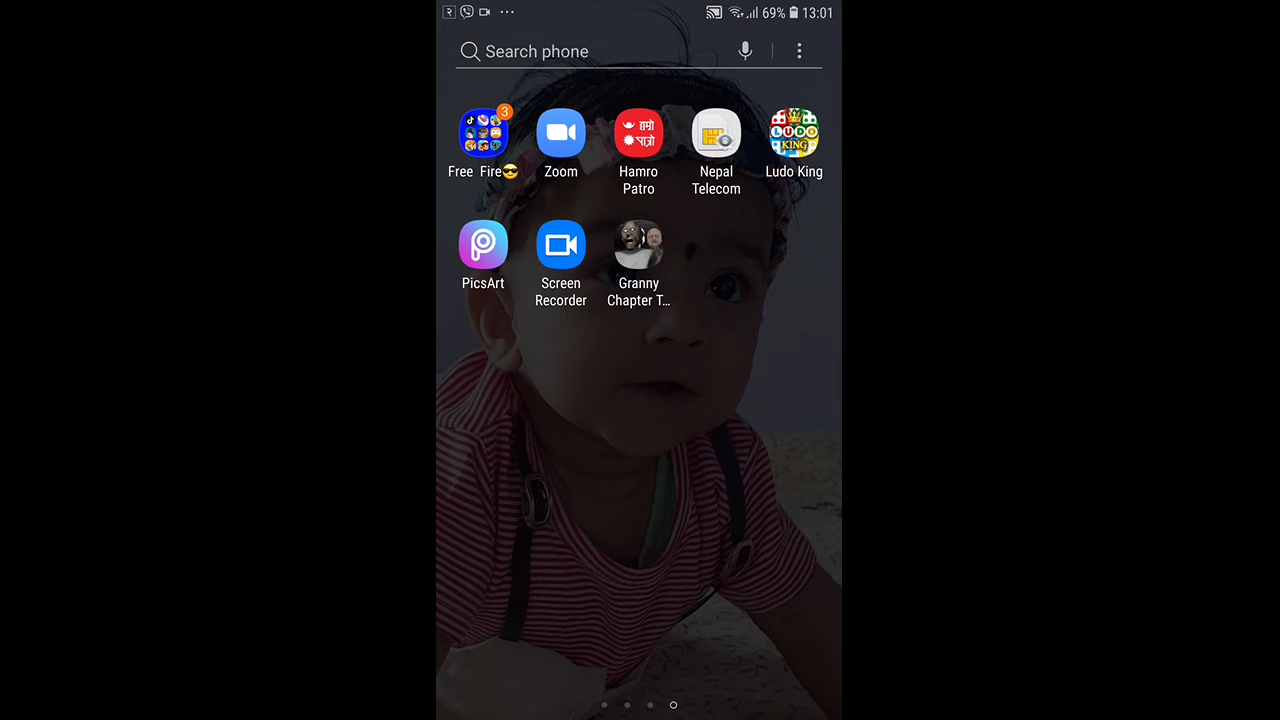 69% 13:01
Search phone
3
हाम्रो
पात्रो
LUDO
KING
Free Fire😎
Zoom
Hamro
Patro
Nepal
Telecom
Ludo King
PicsArt
Screen
Recorder
Granny
Chapter T...